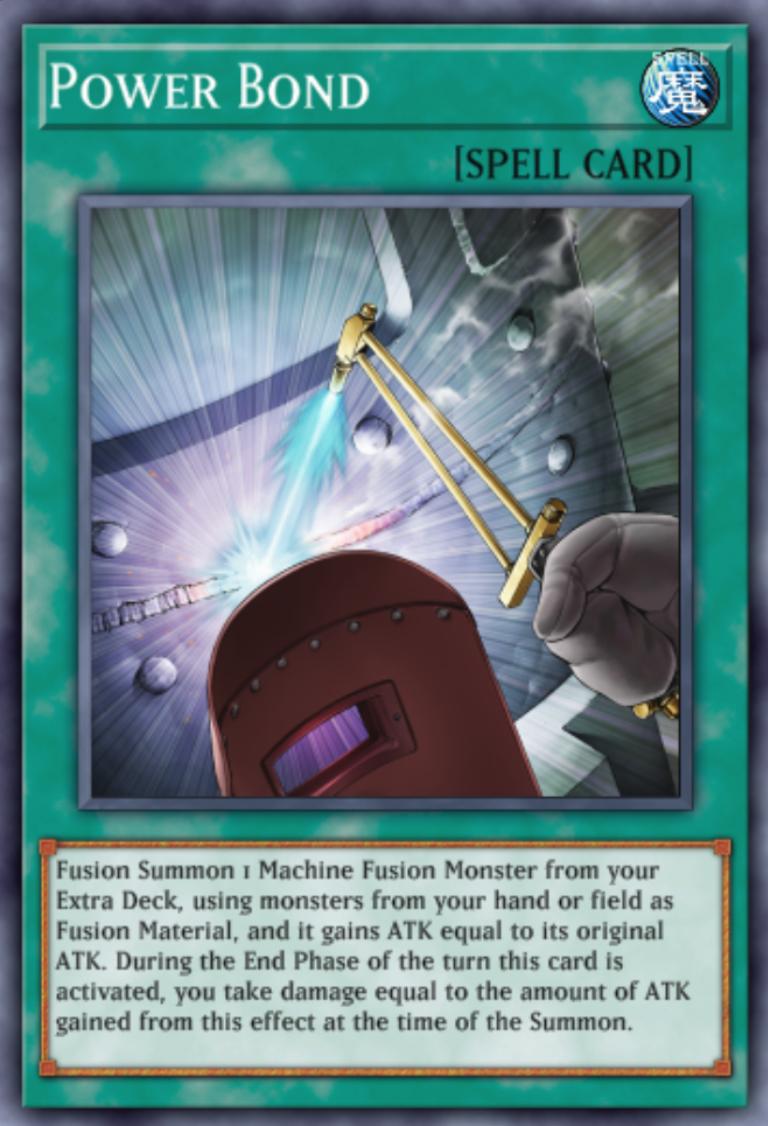 POWER BOND
SPELL
魔
[SPELL CARD]
Fusion Summon 1 Machine Fusion Monster from your
Extra Deck, using monsters from your hand or field as
Fusion Material, and it gains ATK equal to its original
ATK. During the End Phase of the turn this card is
activated, you take damage equal to the amount of ATK
gained from this effect at the time of the Summon.